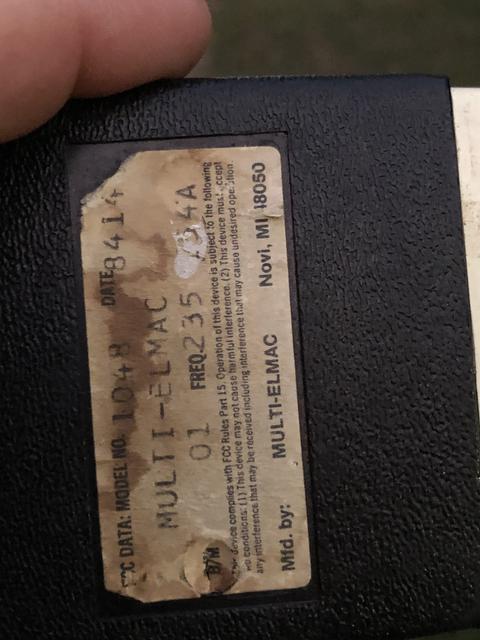 FCC DATA: MODEL NO. 1048 DATE 8414
MULTI-ELMAC
01 FREQ. 235 4A
B/M
This device complies with FCC Rules Part 15. Operation of this device is subject to the following
two conditions: (1) This device may not cause harmful interference. (2) This device must accept
any interference that may be received including interference that may cause undesired operation.
Mfd. by: MULTI-ELMAC Novi, MI 48050